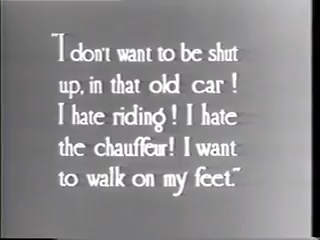 "I don't want to be shut
up, in that old car!
I hate riding! I hate
the chauffeur! I want
to walk on my feet."